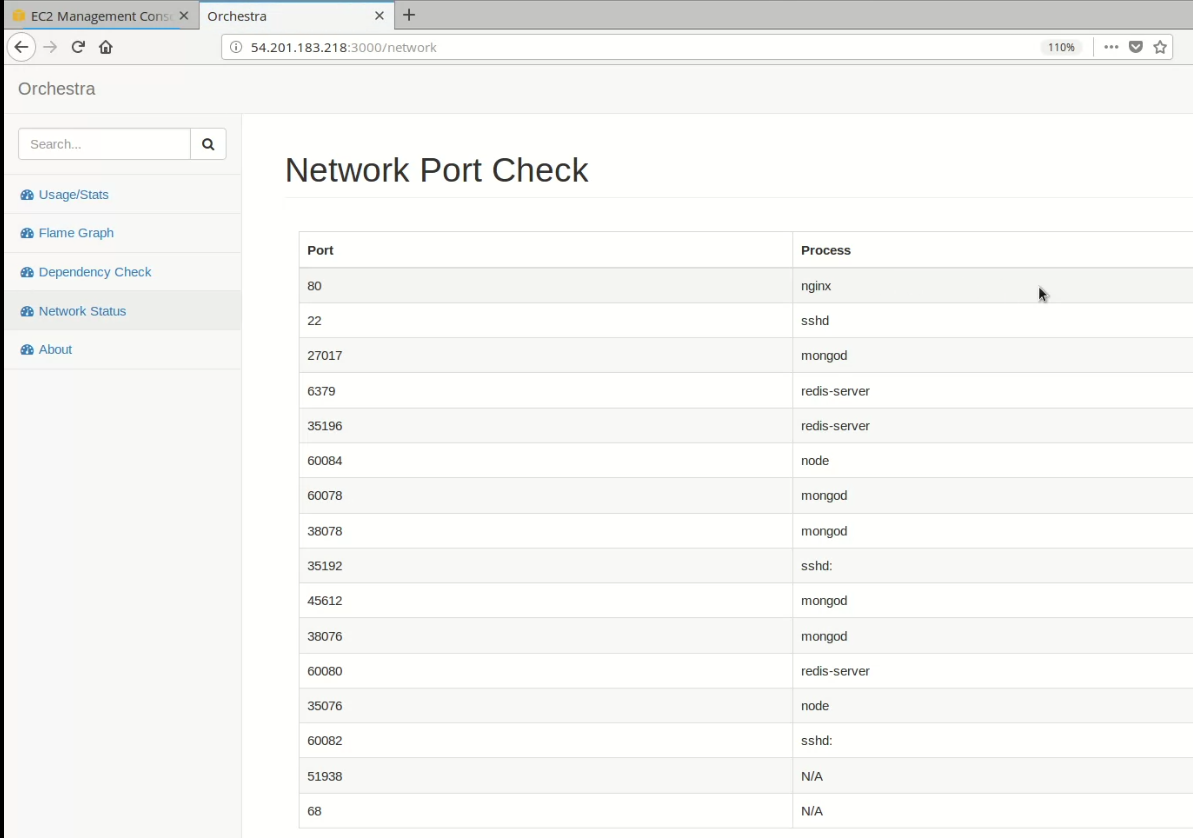 EC2 Management Cons
Orchestra
54.201.183.218:3000/network
110%
Orchestra
Search...
Usage/Stats
Flame Graph
Dependency Check
Network Status
About
Network Port Check
Port Process
80 nginx
22 sshd
27017 mongod
6379 redis-server
35196 redis-server
60084 node
60078 mongod
38078 mongod
35192 sshd:
45612 mongod
38076 mongod
60080 redis-server
35076 node
60082 sshd:
51938 N/A
68 N/A